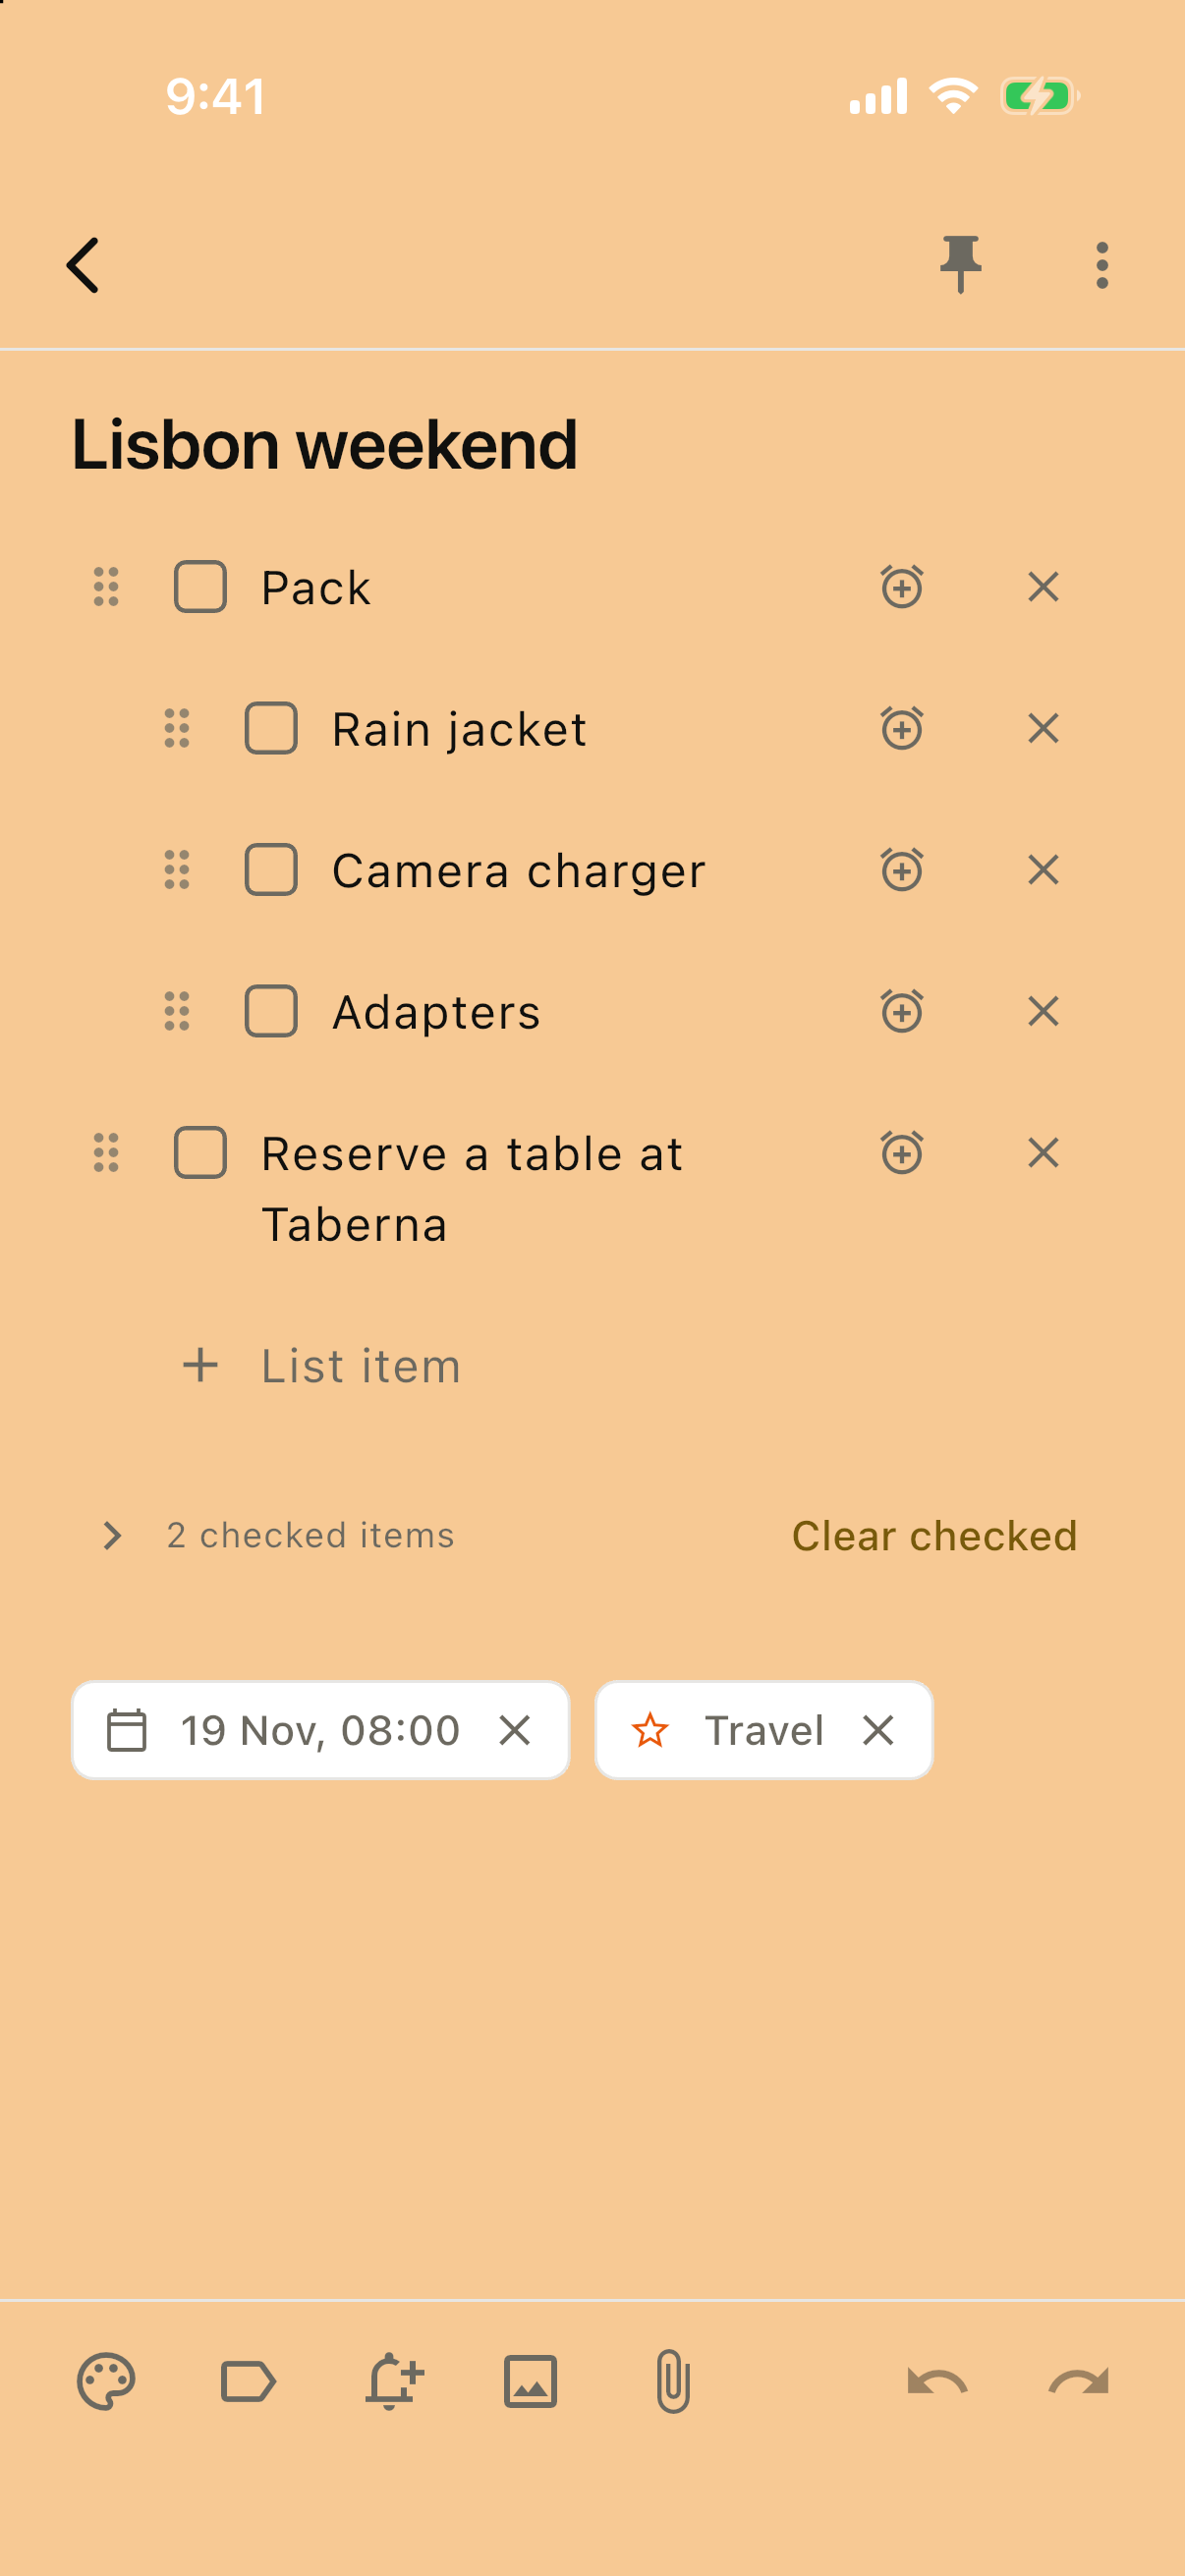 9:41
Lisbon weekend
Pack
Rain jacket
Camera charger
Adapters
Reserve a table at
Taberna
List item
2 checked items
Clear checked
19 Nov, 08:00
Travel